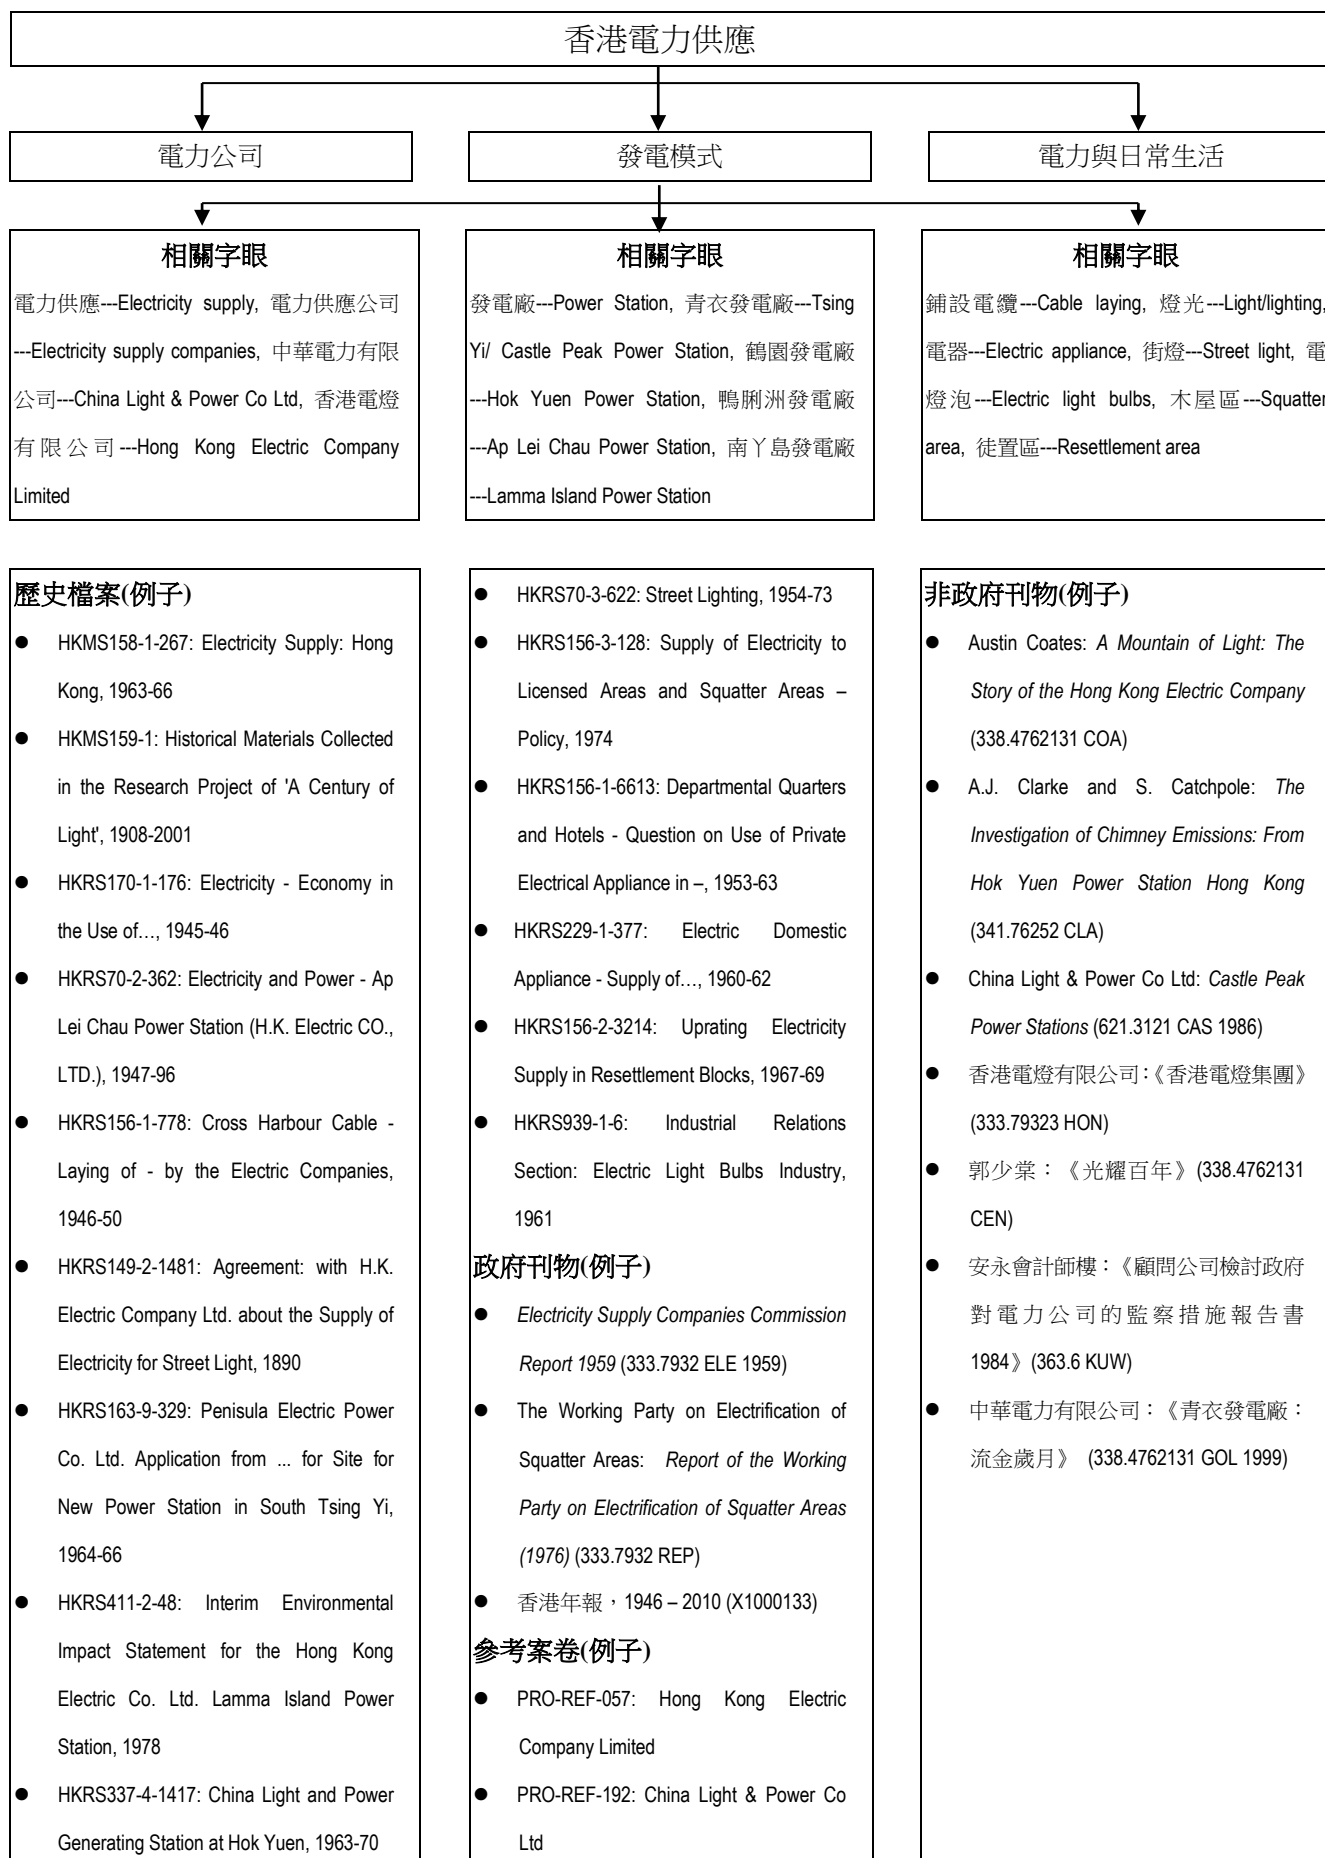 香港電力供應
電力公司
發電模式
電力與日常生活
相關字眼
電力供應---Electricity supply, 電力供應公司
---Electricity supply companies, 中華電力有限
公司---China Light & Power Co Ltd, 香港電燈
有限公司---Hong Kong Electric Company
Limited
相關字眼
發電廠---Power Station, 青衣發電廠---Tsing
Yi/ Castle Peak Power Station, 鶴園發電廠
---Hok Yuen Power Station, 鴨脷洲發電廠
---Ap Lei Chau Power Station, 南丫島發電廠
---Lamma Island Power Station
相關字眼
鋪設電纜---Cable laying, 燈光---Light/lighting,
電器---Electric appliance, 街燈---Street light, 電
燈泡---Electric light bulbs, 木屋區---Squatter
area, 徒置區---Resettlement area
歷史檔案(例子)
● HKMS158-1-267: Electricity Supply: Hong
Kong, 1963-66
● HKMS159-1: Historical Materials Collected
in the Research Project of 'A Century of
Light', 1908-2001
● HKRS170-1-176: Electricity - Economy in
the Use of…, 1945-46
● HKRS70-2-362: Electricity and Power - Ap
Lei Chau Power Station (H.K. Electric CO.,
LTD.), 1947-96
● HKRS156-1-778: Cross Harbour Cable -
Laying of - by the Electric Companies,
1946-50
● HKRS149-2-1481: Agreement: with H.K.
Electric Company Ltd. about the Supply of
Electricity for Street Light, 1890
● HKRS163-9-329: Penisula Electric Power
Co. Ltd. Application from ... for Site for
New Power Station in South Tsing Yi,
1964-66
● HKRS411-2-48: Interim Environmental
Impact Statement for the Hong Kong
Electric Co. Ltd. Lamma Island Power
Station, 1978
● HKRS337-4-1417: China Light and Power
Generating Station at Hok Yuen, 1963-70
● HKRS70-3-622: Street Lighting, 1954-73
● HKRS156-3-128: Supply of Electricity to
Licensed Areas and Squatter Areas –
Policy, 1974
● HKRS156-1-6613: Departmental Quarters
and Hotels - Question on Use of Private
Electrical Appliance in –, 1953-63
● HKRS229-1-377: Electric Domestic
Appliance - Supply of…, 1960-62
● HKRS156-2-3214: Uprating Electricity
Supply in Resettlement Blocks, 1967-69
● HKRS939-1-6: Industrial Relations
Section: Electric Light Bulbs Industry,
1961
政府刊物(例子)
● Electricity Supply Companies Commission
Report 1959 (333.7932 ELE 1959)
● The Working Party on Electrification of
Squatter Areas: Report of the Working
Party on Electrification of Squatter Areas
(1976) (333.7932 REP)
● 香港年報，1946 – 2010 (X1000133)
參考案卷(例子)
● PRO-REF-057: Hong Kong Electric
Company Limited
● PRO-REF-192: China Light & Power Co
Ltd
非政府刊物(例子)
● Austin Coates: A Mountain of Light: The
Story of the Hong Kong Electric Company
(338.4762131 COA)
● A.J. Clarke and S. Catchpole: The
Investigation of Chimney Emissions: From
Hok Yuen Power Station Hong Kong
(341.76252 CLA)
● China Light & Power Co Ltd: Castle Peak
Power Stations (621.3121 CAS 1986)
● 香港電燈有限公司：《香港電燈集團》
(333.79323 HON)
● 郭少棠：《光耀百年》(338.4762131
CEN)
● 安永會計師樓：《顧問公司檢討政府
對電力公司的監察措施報告書
1984》(363.6 KUW)
● 中華電力有限公司：《青衣發電廠：
流金歲月》 (338.4762131 GOL 1999)